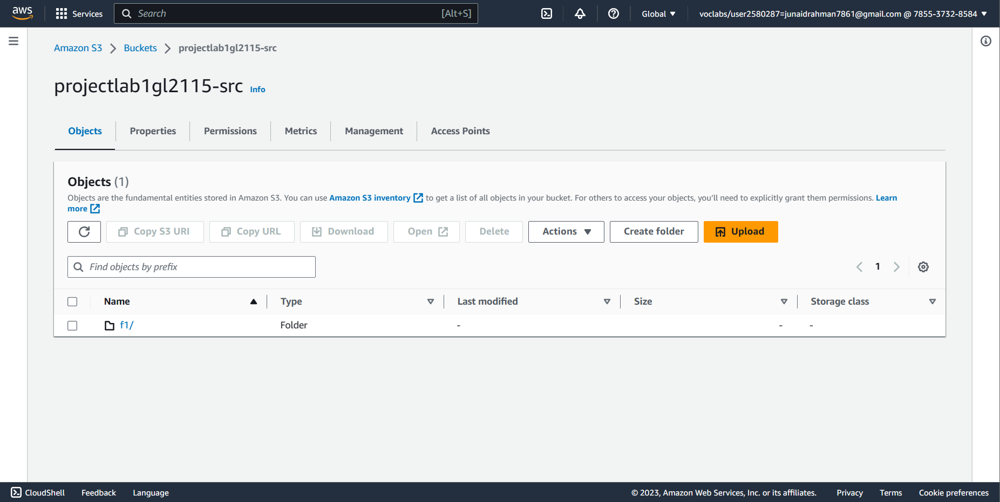 aws Services Search [Alt+S] Global voclabs/user2580287=junaidrahman7861@gmail.com @ 7855-3732-8584
Amazon S3 Buckets projectlab1gl2115-src
projectlab1gl2115-src Info
Objects Properties Permissions Metrics Management Access Points
Objects (1)
Objects are the fundamental entities stored in Amazon S3. You can use Amazon S3 inventory to get a list of all objects in your bucket. For others to access your objects, you'll need to explicitly grant them permissions. Learn
more
Copy S3 URI Copy URL Download Open Delete Actions Create folder Upload
Find objects by prefix 1
Name Type Last modified Size Storage class
f1/ Folder - - -
CloudShell Feedback Language © 2023, Amazon Web Services, Inc. or its affiliates. Privacy Terms Cookie preferences